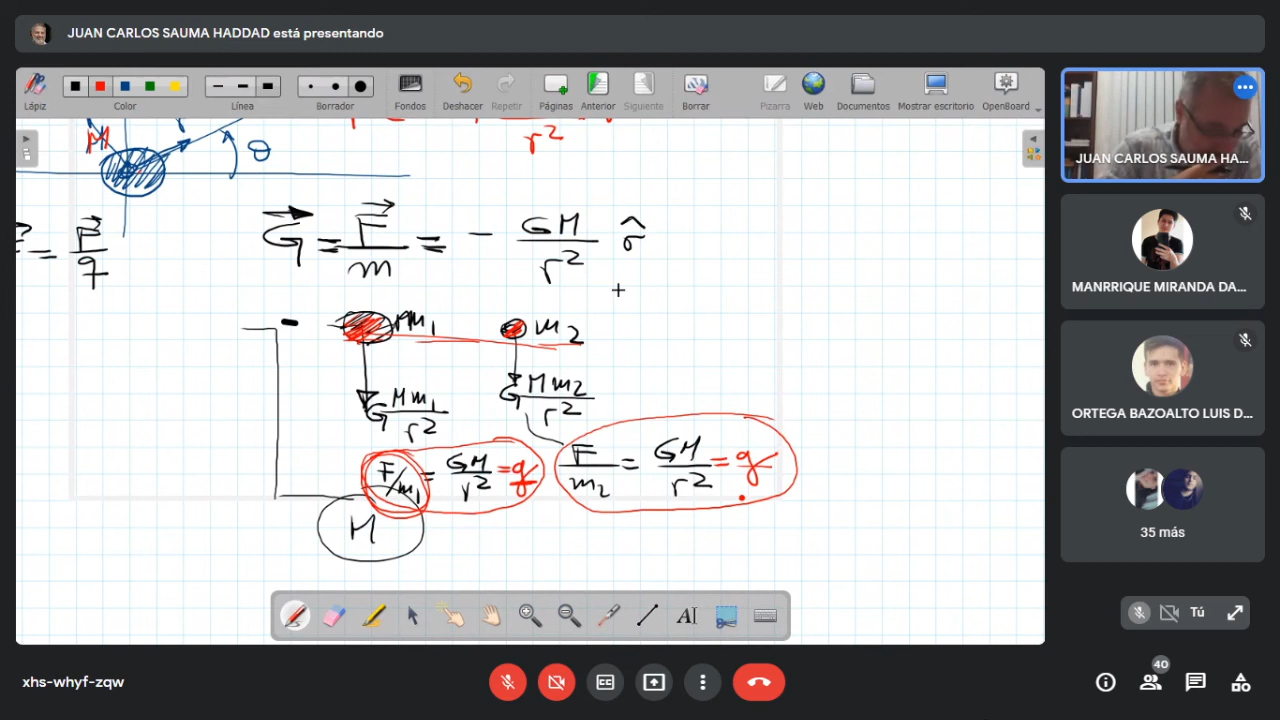 JUAN CARLOS SAUMA HADDAD está presentando
Lápiz Color Línea Borrador Fondos Deshacer Repetir Páginas Anterior Siguiente Borrar Pizarra Web Documentos Mostrar escritorio OpenBoard
M
θ
r²
= F⃗/q
G⃗ = F⃗/m = - GM/r² r̂
m₁ m₂
G Mm₁/r² G Mm₂/r²
F/m₁ = GM/r² = g
F/m₂ = GM/r² = g
M
JUAN CARLOS SAUMA HA...
MANRRIQUE MIRANDA DA...
ORTEGA BAZOALTO LUIS D...
35 más
Tú
AI
xhs-whyf-zqw
CC
40